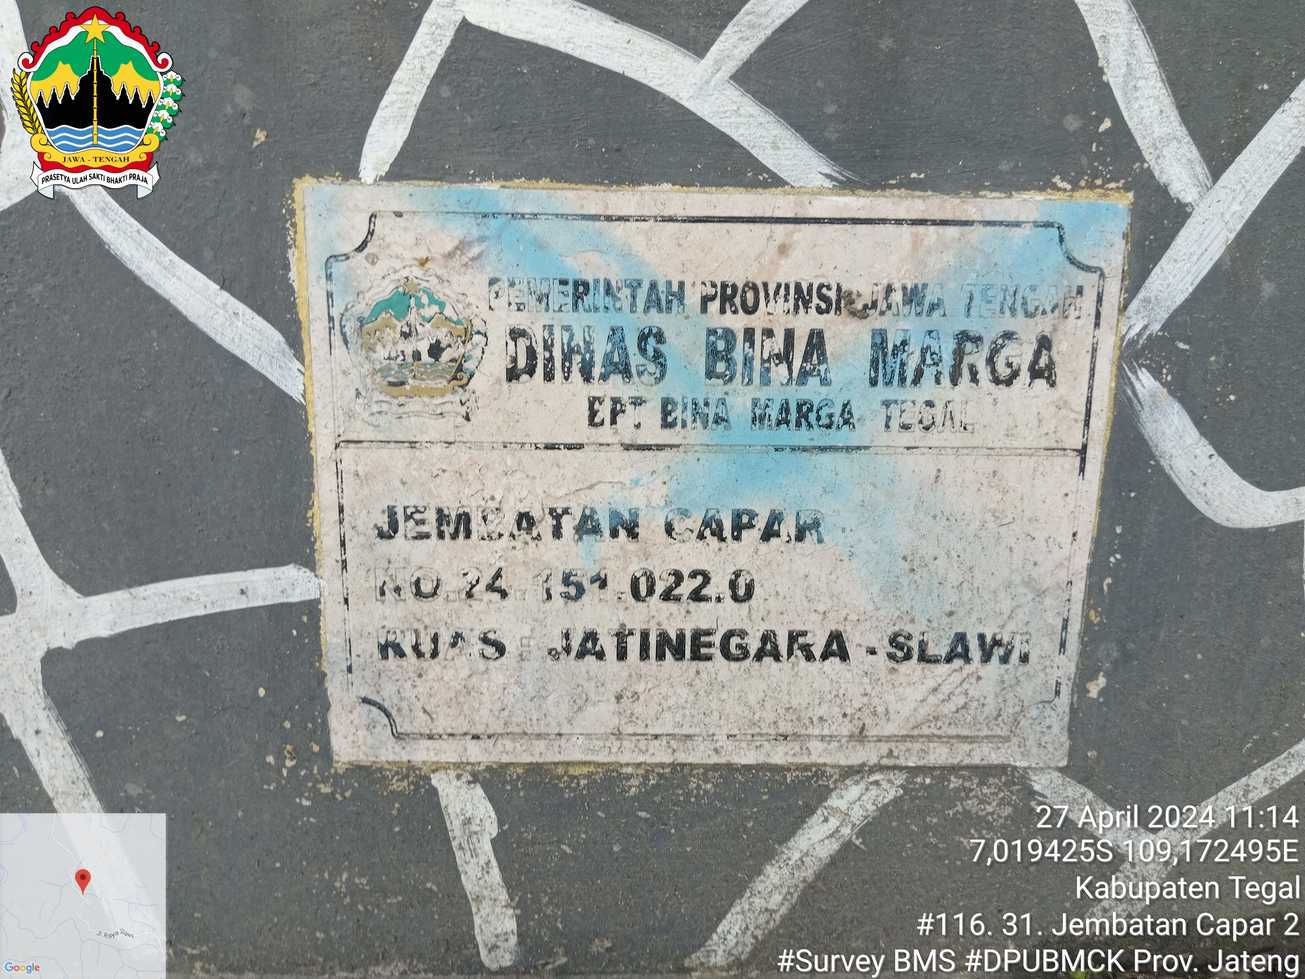 JAWA - TENGAH
PRASETYA ULAH SAKTI BHAKTI PRAJA
PEMERINTAH PROVINSI JAWA TENGAH
DINAS BINA MARGA
BPT BINA MARGA TEGAL
JEMBATAN CAPAR
NO.24.151.022.0
RUAS JATINEGARA - SLAWI
27 April 2024 11:14
7,019425S 109,172495E
Kabupaten Tegal
#116. 31. Jembatan Capar 2
#Survey BMS #DPUBMCK Prov. Jateng
Google